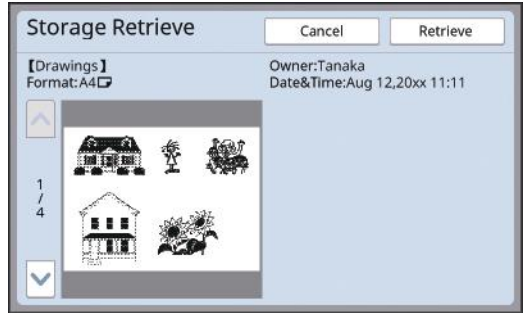 Storage Retrieve
Cancel
Retrieve
【Drawings】
Format:A4
Owner:Tanaka
Date&Time:Aug 12,20xx 11:11
1
/
4